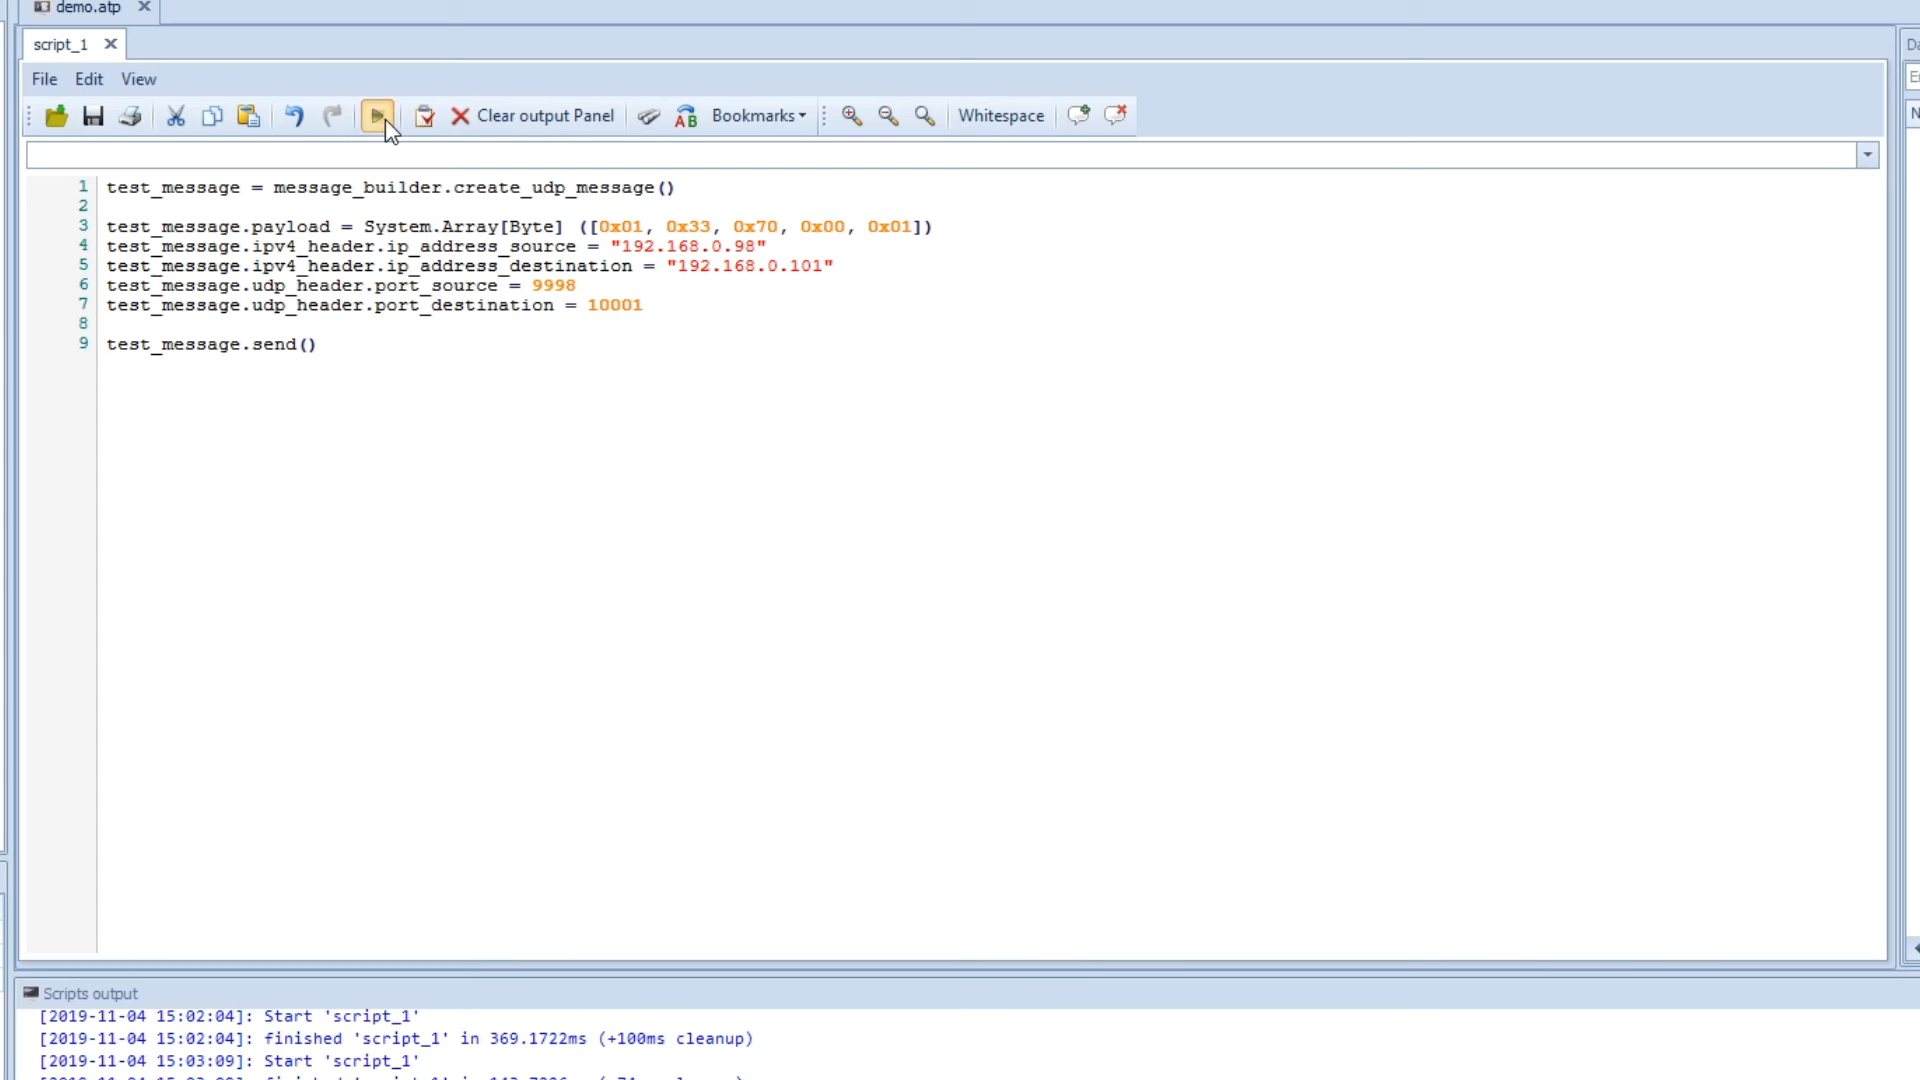 demo.atp
script_1
File Edit View
Clear output Panel Bookmarks Whitespace
1 test_message = message_builder.create_udp_message()
2
3 test_message.payload = System.Array[Byte] ([0x01, 0x33, 0x70, 0x00, 0x01])
4 test_message.ipv4_header.ip_address_source = "192.168.0.98"
5 test_message.ipv4_header.ip_address_destination = "192.168.0.101"
6 test_message.udp_header.port_source = 9998
7 test_message.udp_header.port_destination = 10001
8
9 test_message.send()
Scripts output
[2019-11-04 15:02:04]: Start 'script_1'
[2019-11-04 15:02:04]: finished 'script_1' in 369.1722ms (+100ms cleanup)
[2019-11-04 15:03:09]: Start 'script_1'